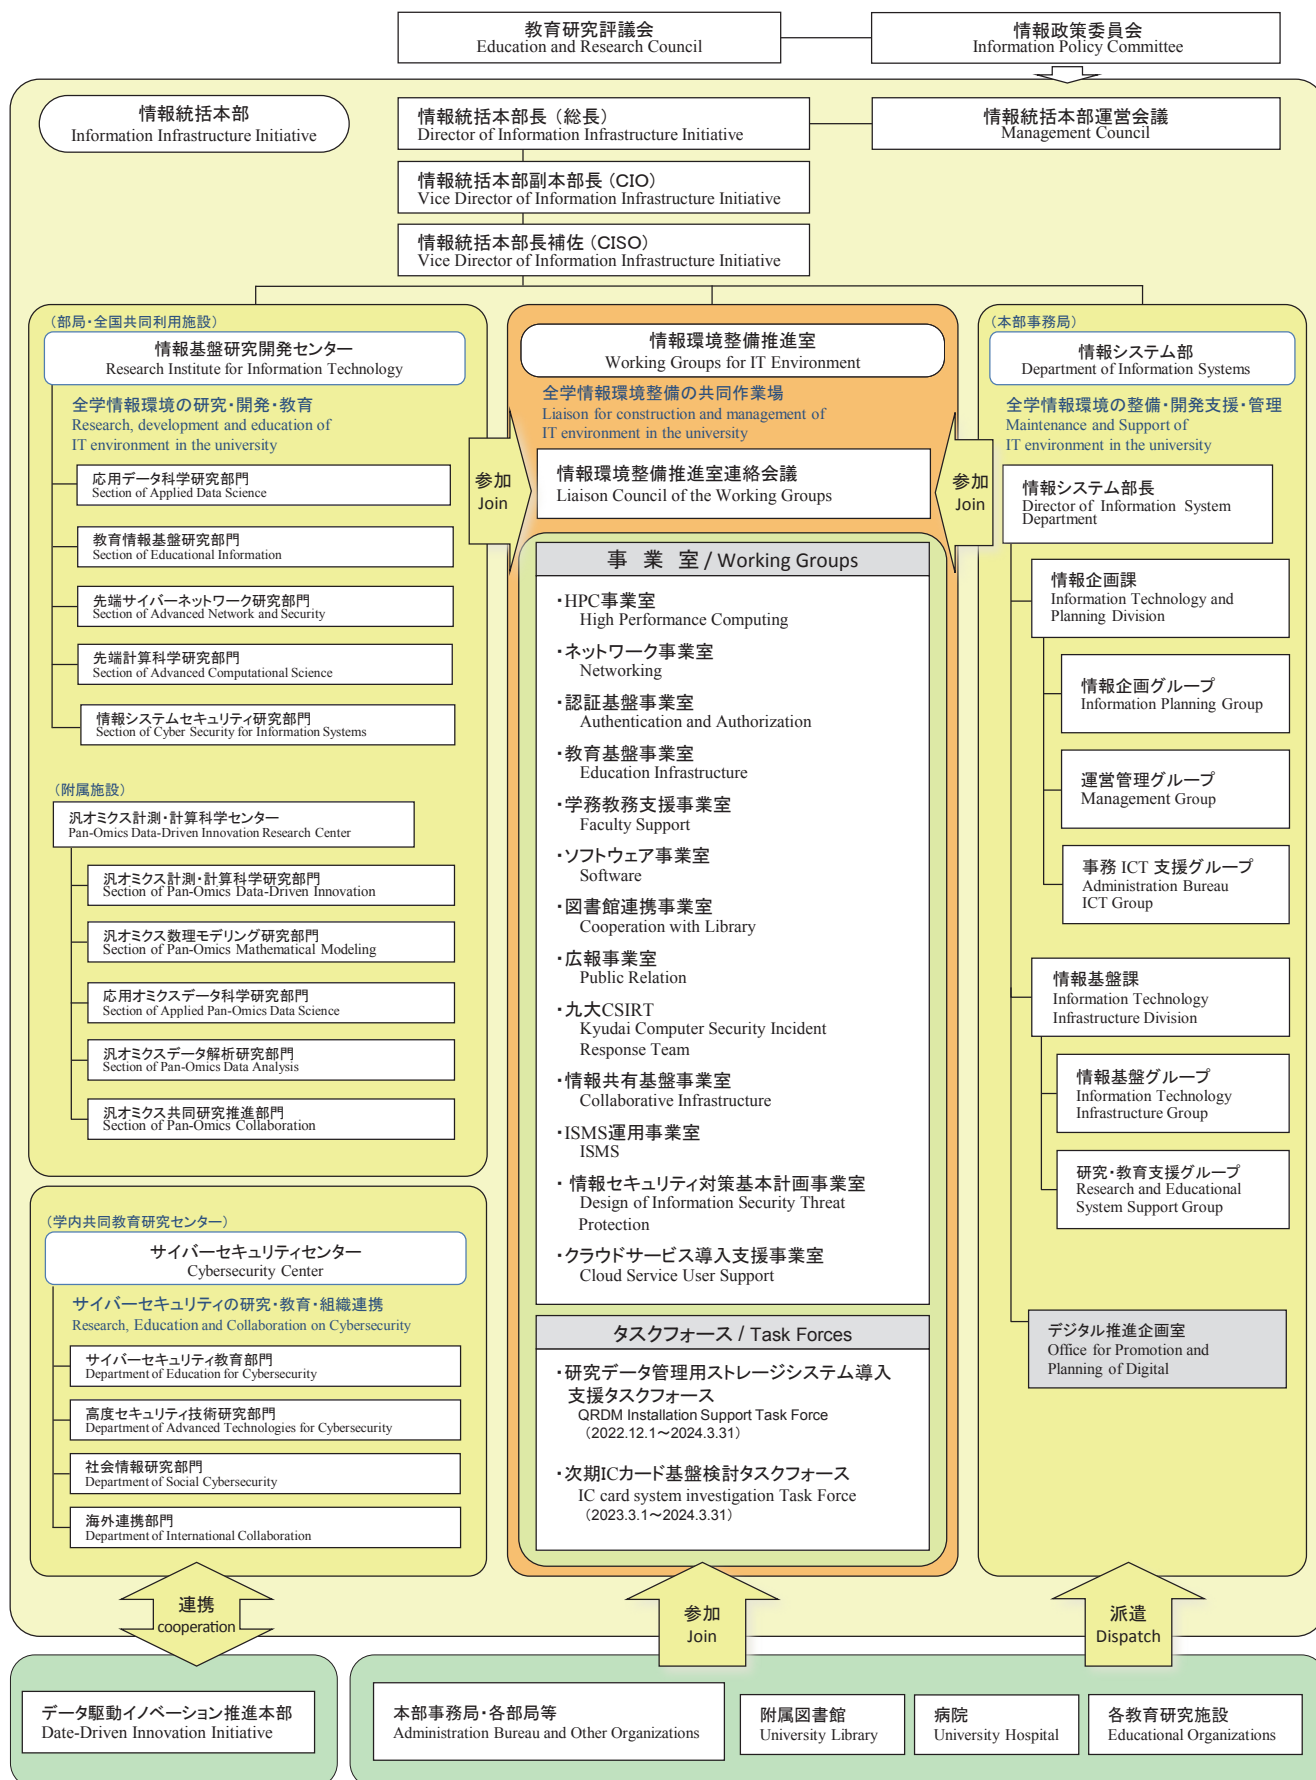 教育研究評議会
Education and Research Council
情報政策委員会
Information Policy Committee
情報統括本部
Information Infrastructure Initiative
情報統括本部長（総長）
Director of Information Infrastructure Initiative
情報統括本部運営会議
Management Council
情報統括本部副本部長（CIO）
Vice Director of Information Infrastructure Initiative
情報統括本部長補佐（CISO）
Vice Director of Information Infrastructure Initiative
（部局・全国共同利用施設）
情報基盤研究開発センター
Research Institute for Information Technology
全学情報環境の研究・開発・教育
Research, development and education of
IT environment in the university
応用データ科学研究部門
Section of Applied Data Science
教育情報基盤研究部門
Section of Educational Information
先端サイバーネットワーク研究部門
Section of Advanced Network and Security
先端計算科学研究部門
Section of Advanced Computational Science
情報システムセキュリティ研究部門
Section of Cyber Security for Information Systems
（附属施設）
汎オミクス計測・計算科学センター
Pan-Omics Data-Driven Innovation Research Center
汎オミクス計測・計算科学研究部門
Section of Pan-Omics Data-Driven Innovation
汎オミクス数理モデリング研究部門
Section of Pan-Omics Mathematical Modeling
応用オミクスデータ科学研究部門
Section of Applied Pan-Omics Data Science
汎オミクスデータ解析研究部門
Section of Pan-Omics Data Analysis
汎オミクス共同研究推進部門
Section of Pan-Omics Collaboration
（学内共同教育研究センター）
サイバーセキュリティセンター
Cybersecurity Center
サイバーセキュリティの研究・教育・組織連携
Research, Education and Collaboration on Cybersecurity
サイバーセキュリティ教育部門
Department of Education for Cybersecurity
高度セキュリティ技術研究部門
Department of Advanced Technologies for Cybersecurity
社会情報研究部門
Department of Social Cybersecurity
海外連携部門
Department of International Collaboration
参加
Join
情報環境整備推進室
Working Groups for IT Environment
全学情報環境整備の共同作業場
Liaison for construction and management of
IT environment in the university
情報環境整備推進室連絡会議
Liaison Council of the Working Groups
事 業 室 / Working Groups
・HPC事業室
High Performance Computing
・ネットワーク事業室
Networking
・認証基盤事業室
Authentication and Authorization
・教育基盤事業室
Education Infrastructure
・学務教務支援事業室
Faculty Support
・ソフトウェア事業室
Software
・図書館連携事業室
Cooperation with Library
・広報事業室
Public Relation
・九大CSIRT
Kyudai Computer Security Incident
Response Team
・情報共有基盤事業室
Collaborative Infrastructure
・ISMS運用事業室
ISMS
・情報セキュリティ対策基本計画事業室
Design of Information Security Threat
Protection
・クラウドサービス導入支援事業室
Cloud Service User Support
タスクフォース / Task Forces
・研究データ管理用ストレージシステム導入
支援タスクフォース
QRDM Installation Support Task Force
（2022.12.1～2024.3.31）
・次期ICカード基盤検討タスクフォース
IC card system investigation Task Force
（2023.3.1～2024.3.31）
参加
Join
（本部事務局）
情報システム部
Department of Information Systems
全学情報環境の整備・開発支援・管理
Maintenance and Support of
IT environment in the university
情報システム部長
Director of Information System
Department
情報企画課
Information Technology and
Planning Division
情報企画グループ
Information Planning Group
運営管理グループ
Management Group
事務 ICT 支援グループ
Administration Bureau
ICT Group
情報基盤課
Information Technology
Infrastructure Division
情報基盤グループ
Information Technology
Infrastructure Group
研究・教育支援グループ
Research and Educational
System Support Group
デジタル推進企画室
Office for Promotion and
Planning of Digital
連携
cooperation
参加
Join
派遣
Dispatch
データ駆動イノベーション推進本部
Date-Driven Innovation Initiative
本部事務局・各部局等
Administration Bureau and Other Organizations
附属図書館
University Library
病院
University Hospital
各教育研究施設
Educational Organizations